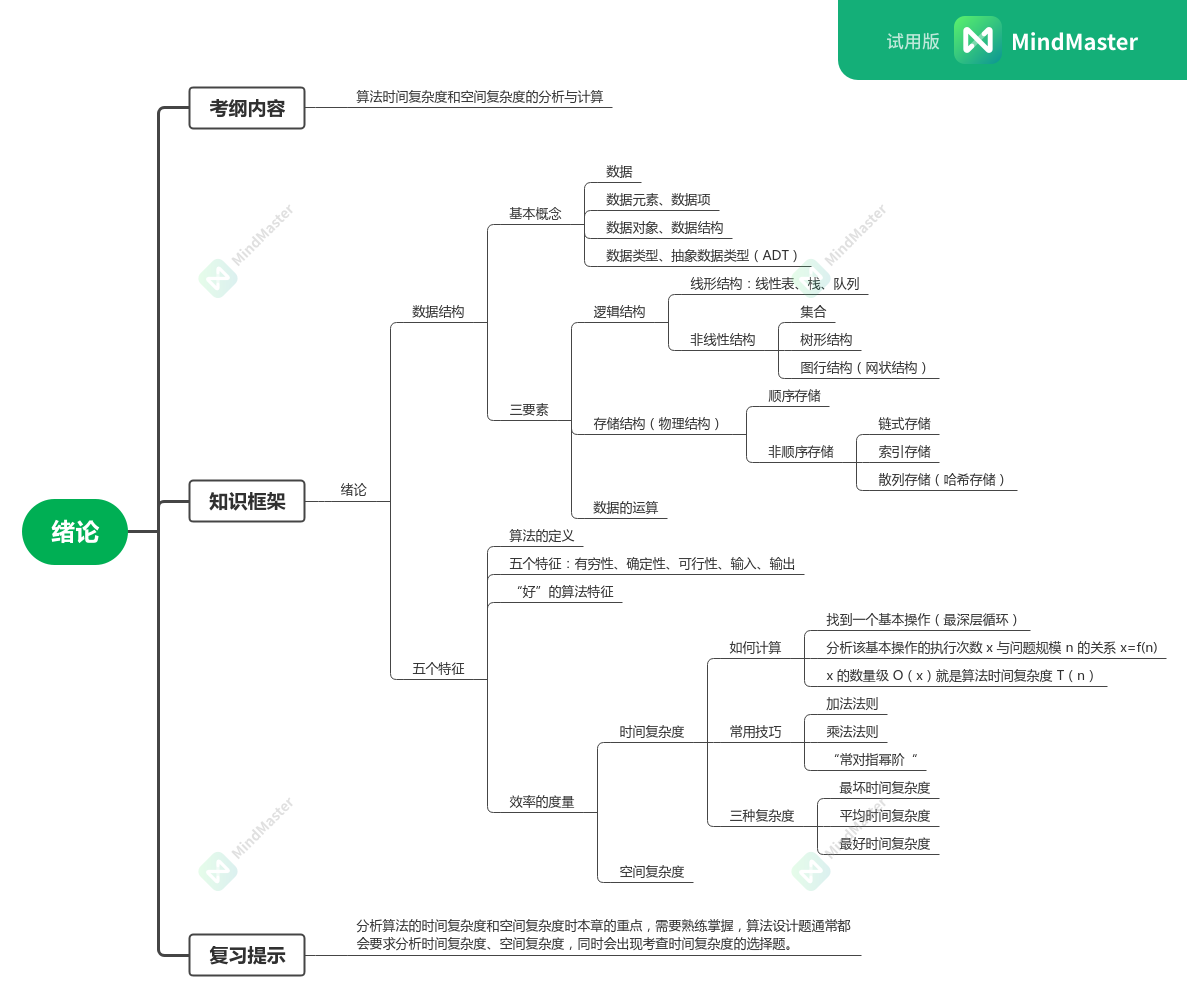 试用版 MindMaster
考纲内容
算法时间复杂度和空间复杂度的分析与计算
数据
数据元素、数据项
基本概念
数据对象、数据结构
数据类型、抽象数据类型（ADT）
线形结构：线性表、栈、队列
数据结构
逻辑结构
集合
非线性结构
树形结构
图行结构（网状结构）
顺序存储
三要素
存储结构（物理结构）
链式存储
非顺序存储
索引存储
散列存储（哈希存储）
知识框架
绪论
数据的运算
绪论
算法的定义
五个特征：有穷性、确定性、可行性、输入、输出
“好”的算法特征
找到一个基本操作（最深层循环）
如何计算
分析该基本操作的执行次数 x 与问题规模 n 的关系 x=f(n)
五个特征
x 的数量级 O（x）就是算法时间复杂度 T（n）
加法法则
时间复杂度
常用技巧
乘法法则
“常对指幂阶“
最坏时间复杂度
效率的度量
三种复杂度
平均时间复杂度
最好时间复杂度
空间复杂度
复习提示
分析算法的时间复杂度和空间复杂度时本章的重点，需要熟练掌握，算法设计题通常都
会要求分析时间复杂度、空间复杂度，同时会出现考查时间复杂度的选择题。
MindMaster
MindMaster
MindMaster
MindMaster